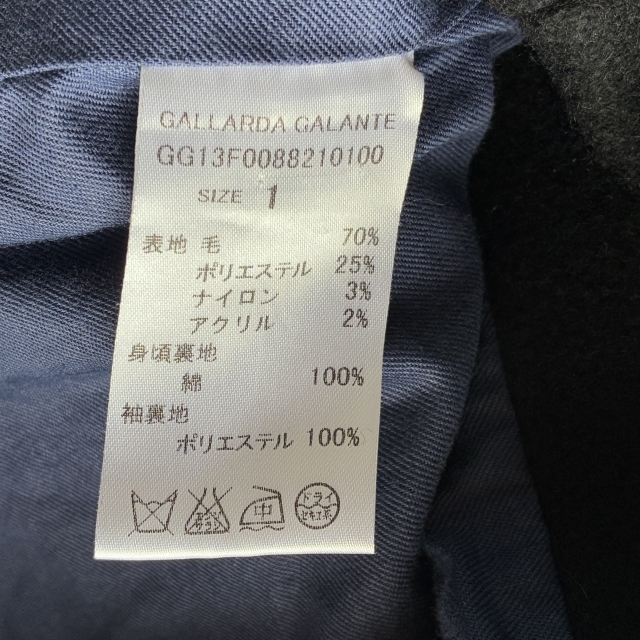 GALLARDA GALANTE
GG13F0088210100
SIZE 1
表地 毛 70%
ポリエステル 25%
ナイロン 3%
アクリル 2%
身頃裏地
綿 100%
袖裏地
ポリエステル 100%
中
ドライ